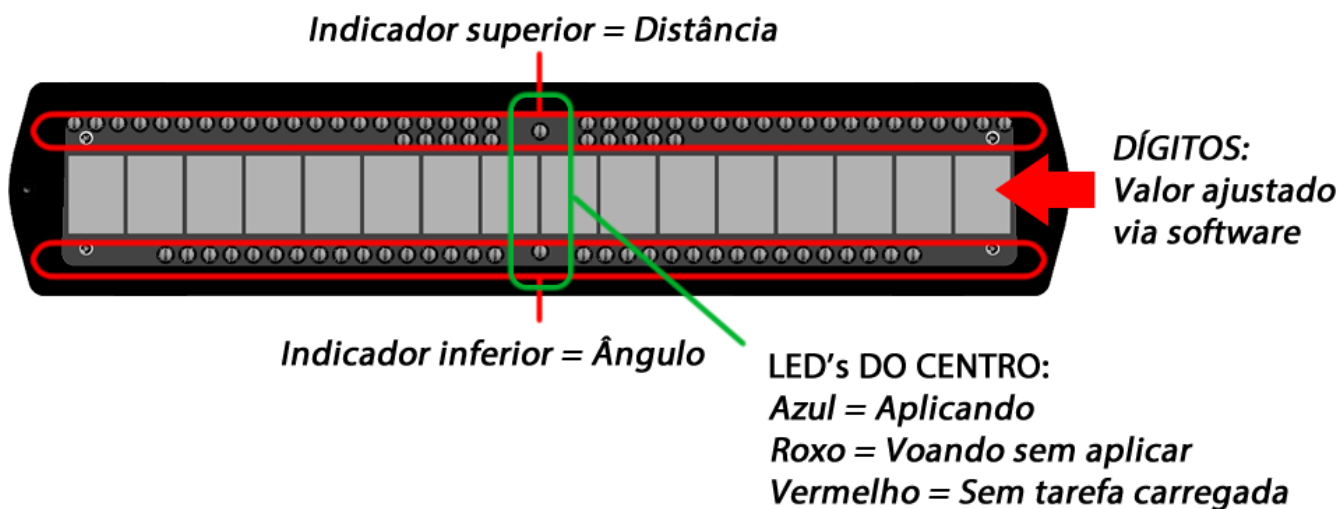 Indicador superior = Distância
DÍGITOS:
Valor ajustado
via software
Indicador inferior = Ângulo
LED's DO CENTRO:
Azul = Aplicando
Roxo = Voando sem aplicar
Vermelho = Sem tarefa carregada